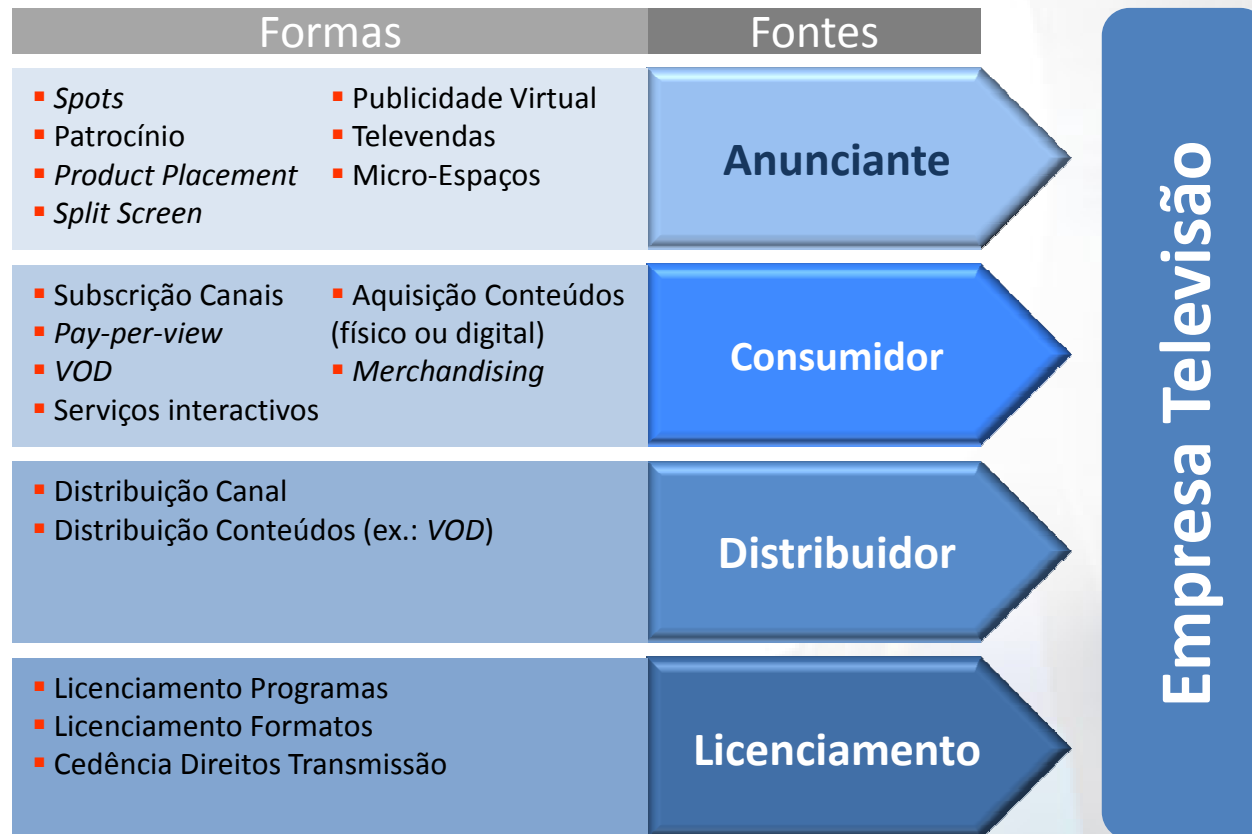 Formas
Fontes
▪ Spots
▪ Patrocínio
▪ Product Placement
▪ Split Screen
▪ Publicidade Virtual
▪ Televendas
▪ Micro-Espaços
Anunciante
▪ Subscrição Canais
▪ Pay-per-view
▪ VOD
▪ Serviços interactivos
▪ Aquisição Conteúdos
(físico ou digital)
▪ Merchandising
Consumidor
▪ Distribuição Canal
▪ Distribuição Conteúdos (ex.: VOD)
Distribuidor
▪ Licenciamento Programas
▪ Licenciamento Formatos
▪ Cedência Direitos Transmissão
Licenciamento
Empresa Televisão